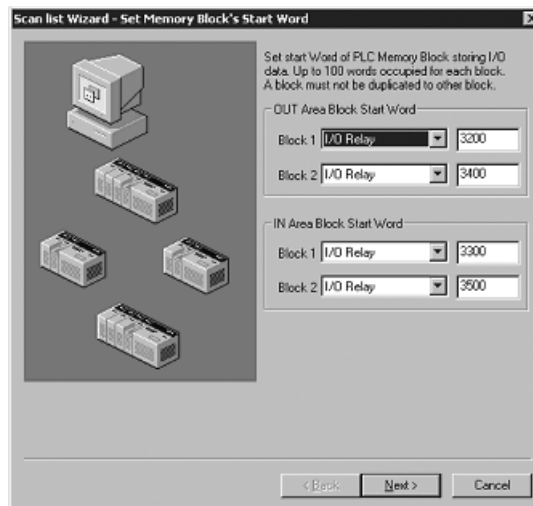 Scan list Wizard - Set Memory Block's Start Word
Set start Word of PLC Memory Block storing I/O
data. Up to 100 words occupied for each block.
A block must not be duplicated to other block.
OUT Area Block Start Word
Block 1 I/O Relay 3200
Block 2 I/O Relay 3400
IN Area Block Start Word
Block 1 I/O Relay 3300
Block 2 I/O Relay 3500
< Back Next > Cancel